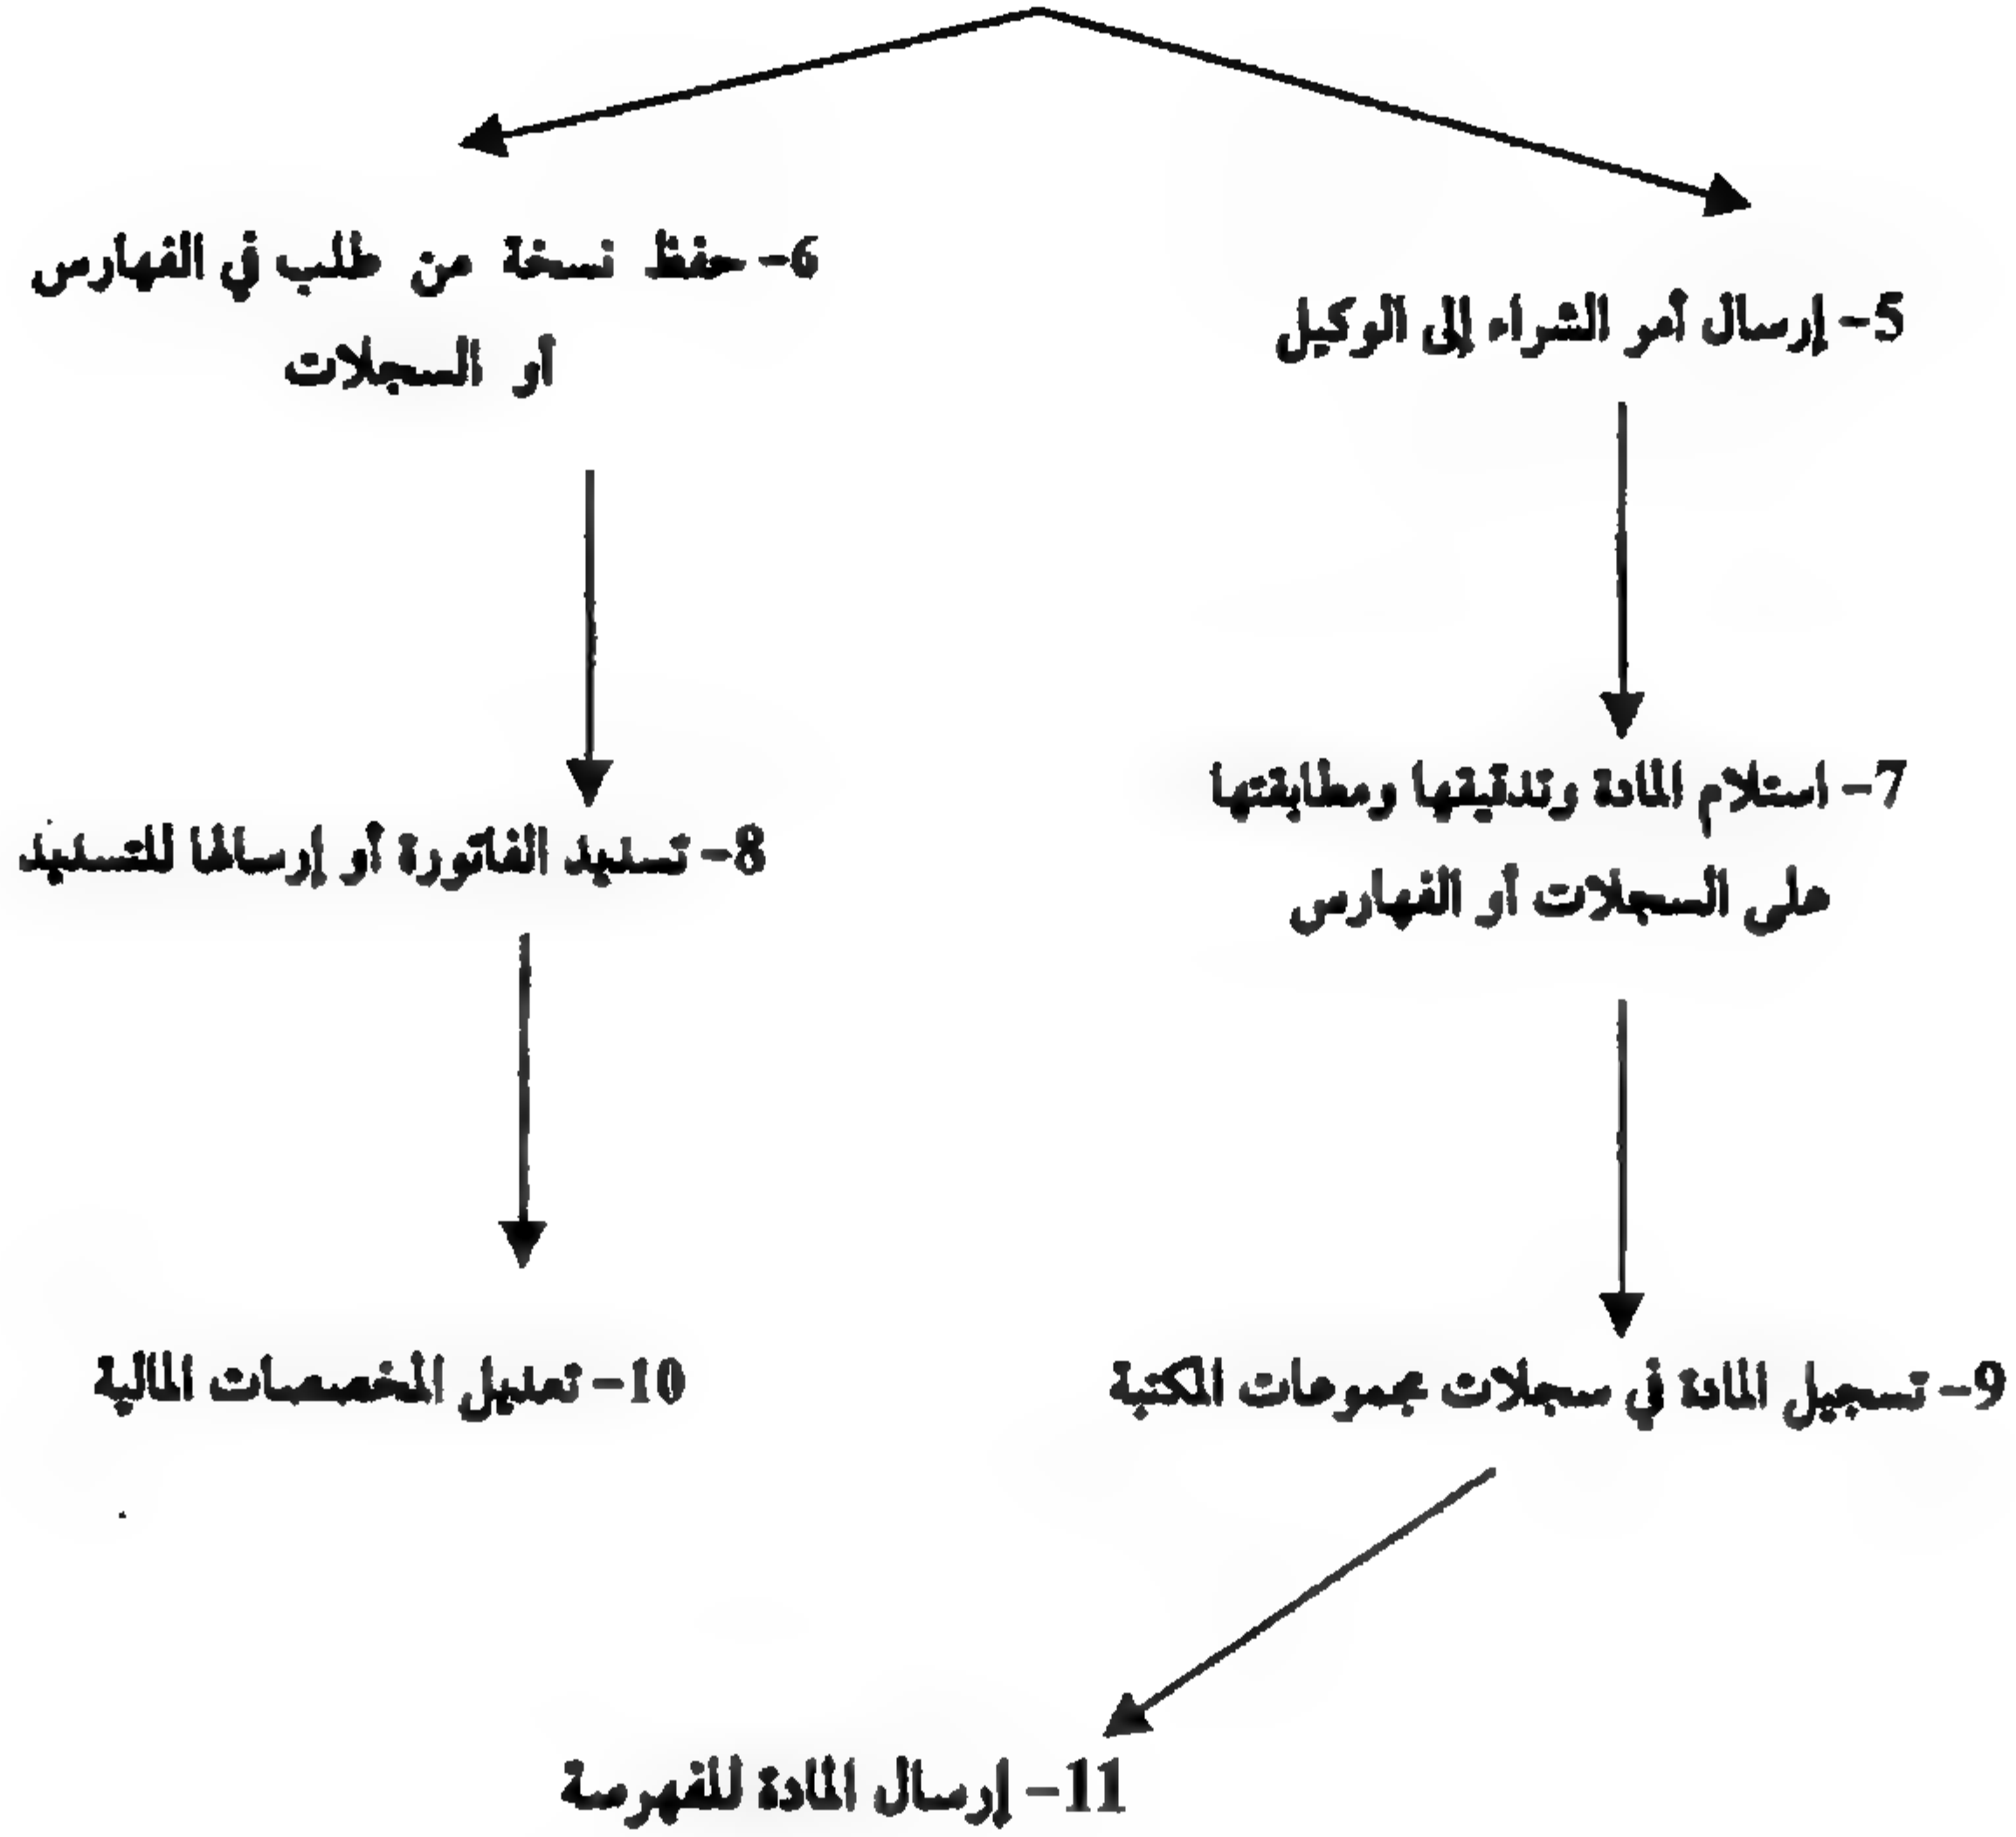 5- إرسال أمر الشراء إلى الوكيل
6- حفظ نسخة من طلب في الفهارس
أو السجلات
7- استلام المادة وتدقيقها ومطابقتها
على السجلات أو الفهارس
8- تسديد الفاتورة أو إرسالها للتسديد
9- تسجيل المادة في سجلات مجموعات المكتبة
10- تعديل المخصصات المالية
11- إرسال المادة للفهرسة